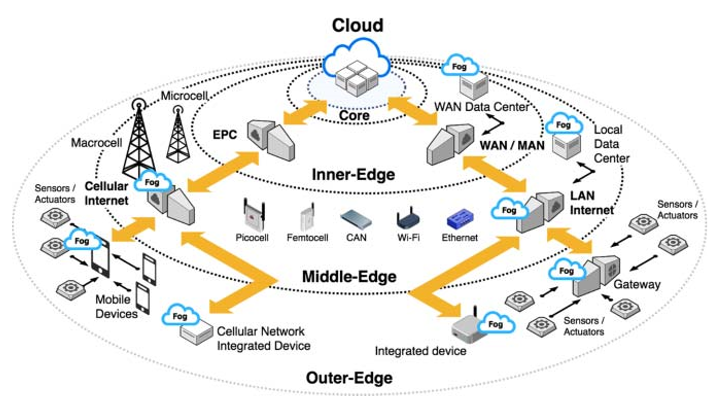 Cloud
Fog
WAN Data Center
Core
Microcell
Macrocell
EPC
WAN / MAN
Fog
Local
Data
Center
Inner-Edge
Fog
Cellular
Internet
Fog
LAN
Internet
Sensors /
Actuators
Sensors /
Actuators
Picocell
Femtocell
CAN
Wi-Fi
Ethernet
Fog
Mobile
Devices
Middle-Edge
Fog
Gateway
Fog
Cellular Network
Integrated Device
Fog
Integrated device
Sensors /
Actuators
Outer-Edge